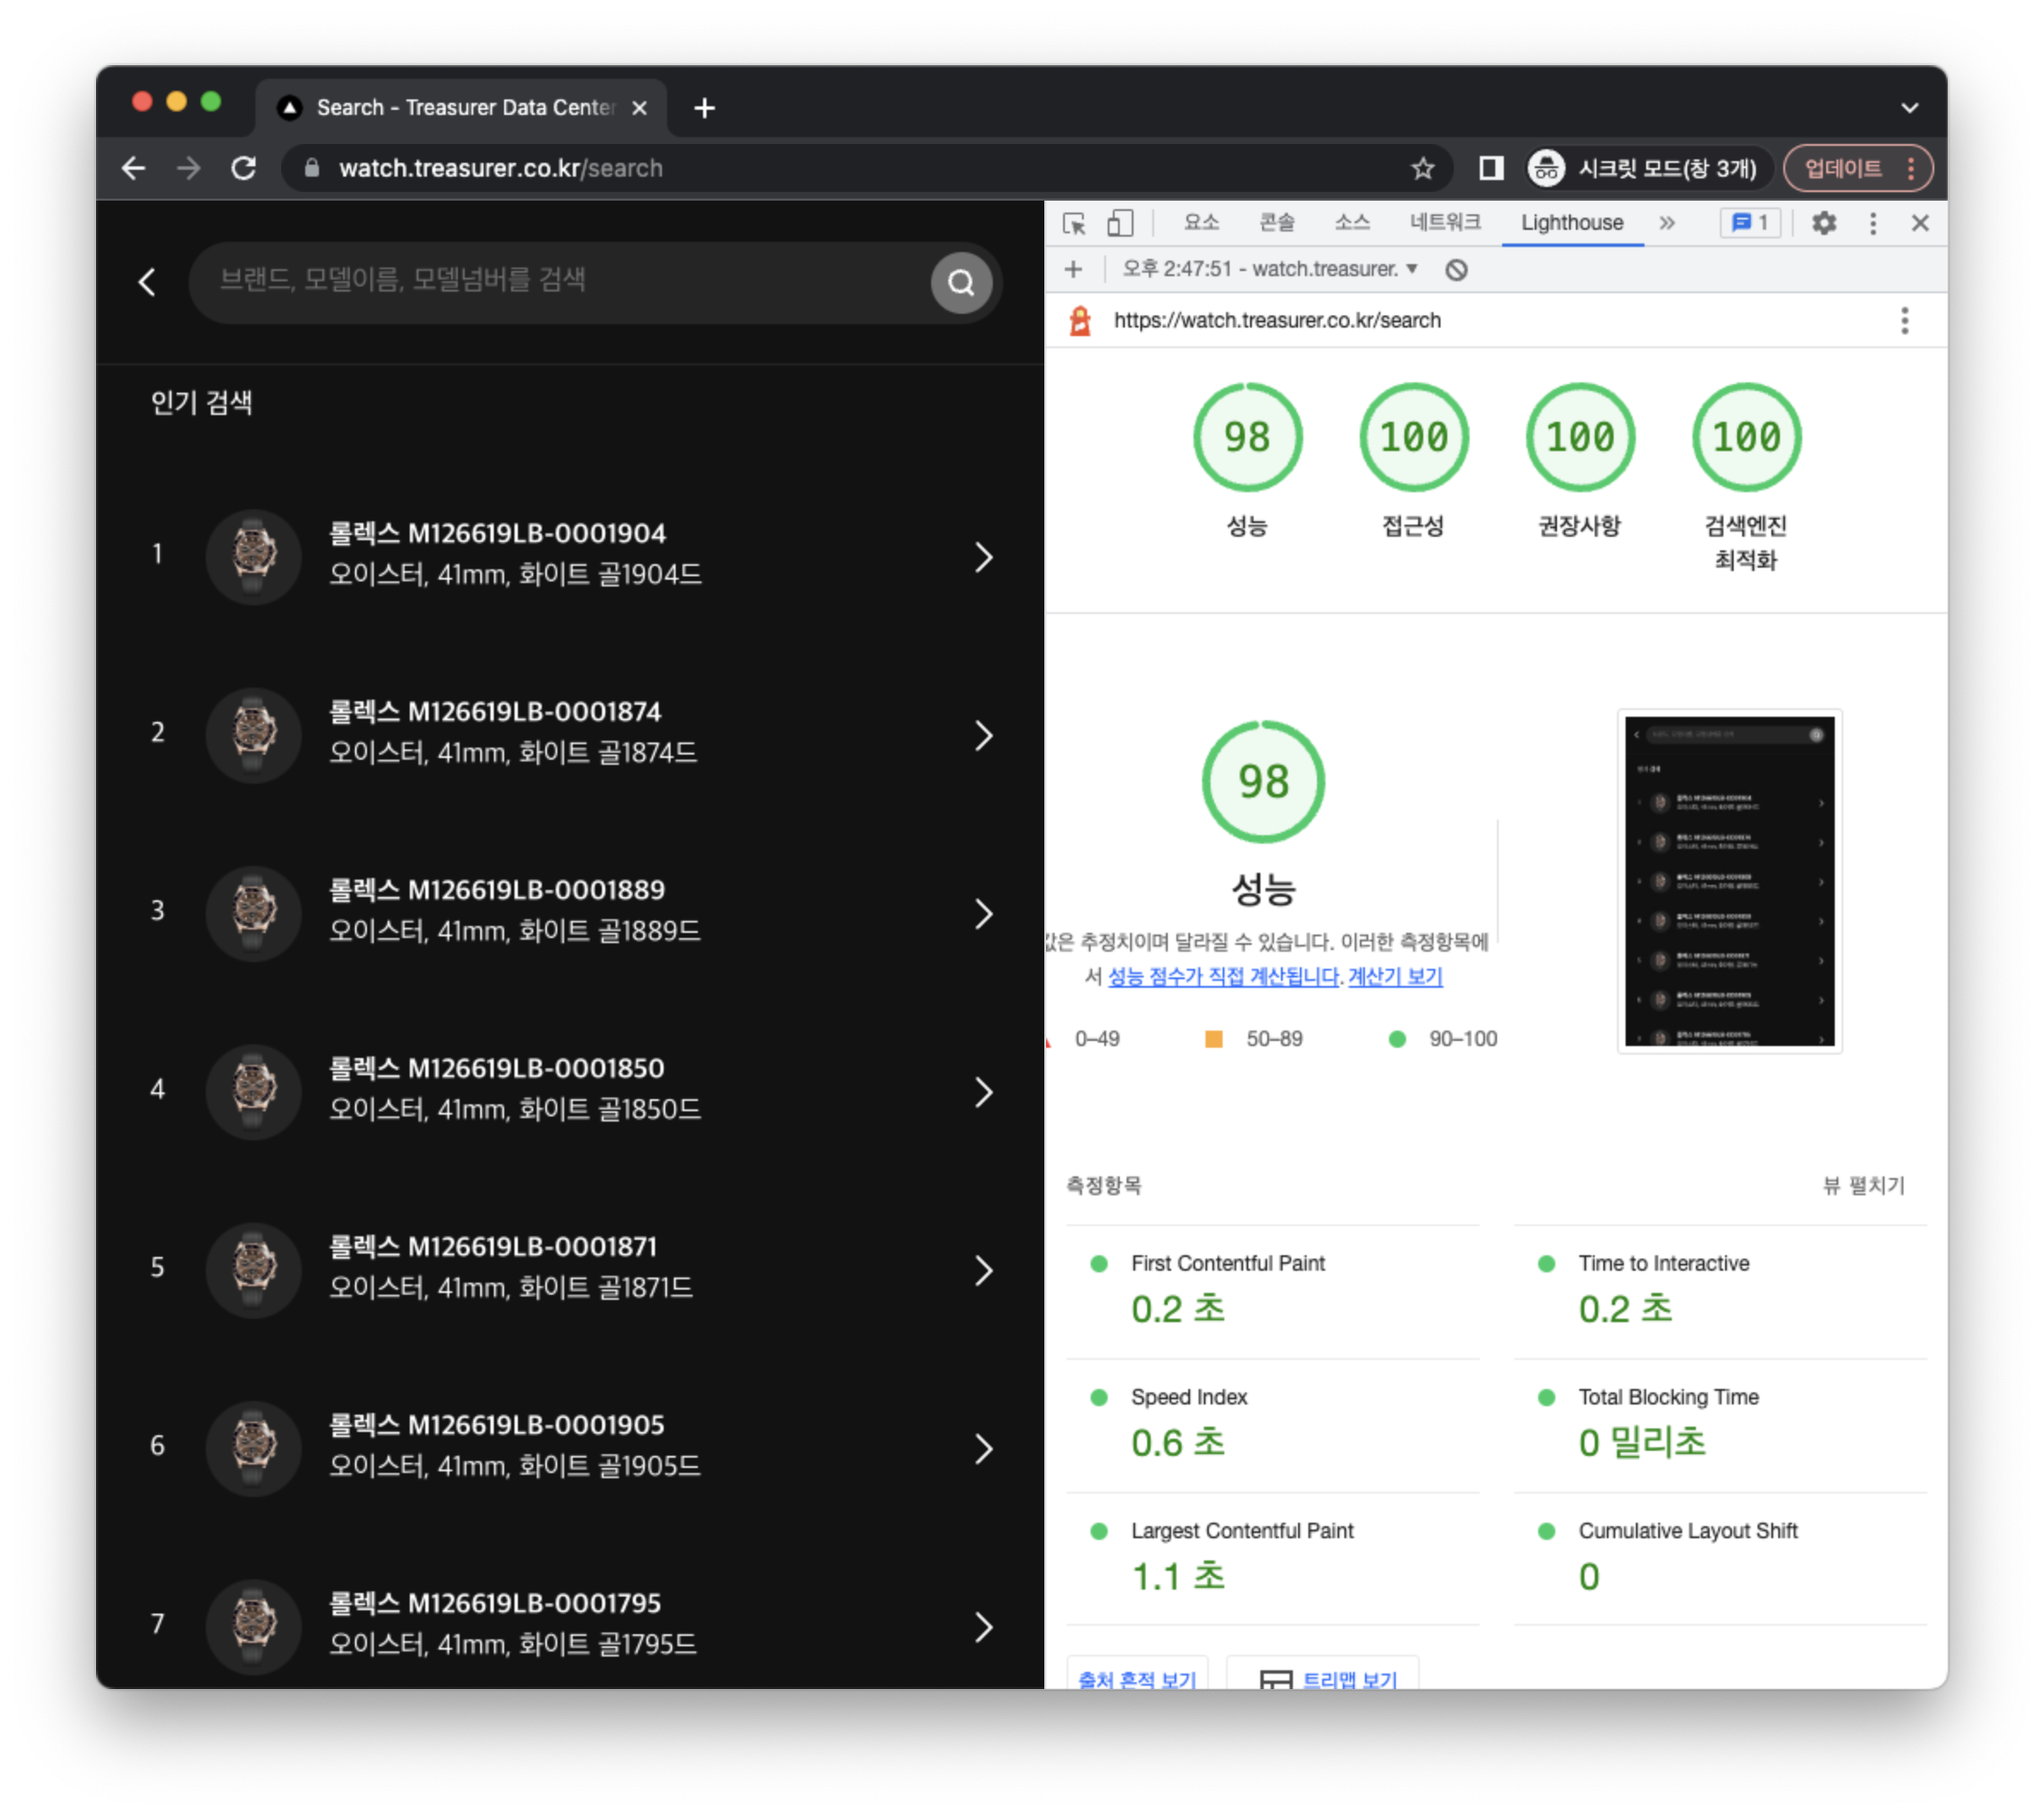 Search - Treasurer Data Center
watch.treasurer.co.kr/search
시크릿 모드(창 3개)
업데이트
브랜드, 모델이름, 모델넘버를 검색
인기 검색
1
롤렉스 M126619LB-0001904
오이스터, 41mm, 화이트 골1904드
2
롤렉스 M126619LB-0001874
오이스터, 41mm, 화이트 골1874드
3
롤렉스 M126619LB-0001889
오이스터, 41mm, 화이트 골1889드
4
롤렉스 M126619LB-0001850
오이스터, 41mm, 화이트 골1850드
5
롤렉스 M126619LB-0001871
오이스터, 41mm, 화이트 골1871드
6
롤렉스 M126619LB-0001905
오이스터, 41mm, 화이트 골1905드
7
롤렉스 M126619LB-0001795
오이스터, 41mm, 화이트 골1795드
요소 콘솔 소스 네트워크 Lighthouse 1
오후 2:47:51 - watch.treasurer.
https://watch.treasurer.co.kr/search
98 100 100 100
성능 접근성 권장사항 검색엔진
최적화
98
성능
값은 추정치이며 달라질 수 있습니다. 이러한 측정항목에
서 성능 점수가 직접 계산됩니다. 계산기 보기
0–49 50–89 90–100
측정항목 뷰 펼치기
First Contentful Paint
0.2 초
Time to Interactive
0.2 초
Speed Index
0.6 초
Total Blocking Time
0 밀리초
Largest Contentful Paint
1.1 초
Cumulative Layout Shift
0
출처 흔적 보기 트리맵 보기